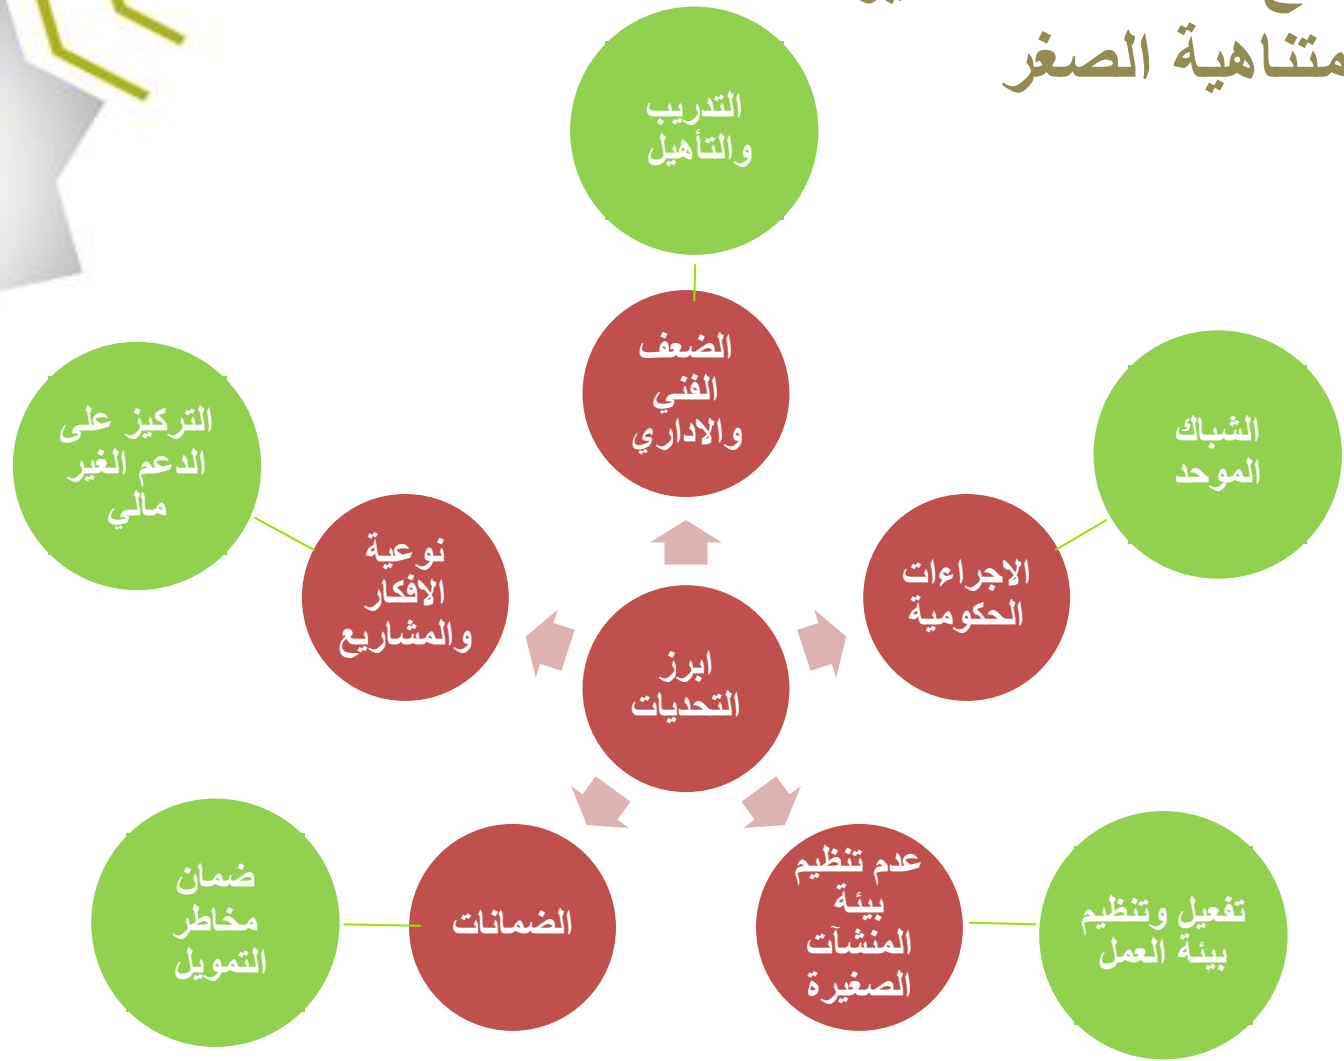 متناهية الصغر
التدريب
والتأهيل
الضعف
الفني
والاداري
الشباك
الموحد
الاجراءات
الحكومية
التركيز على
الدعم الغير
مالي
نوعية
الافكار
والمشاريع
ابرز
التحديات
عدم تنظيم
بيئة
المنشآت
الصغيرة
تفعيل وتنظيم
بيئة العمل
الضمانات
ضمان
مخاطر
التمويل